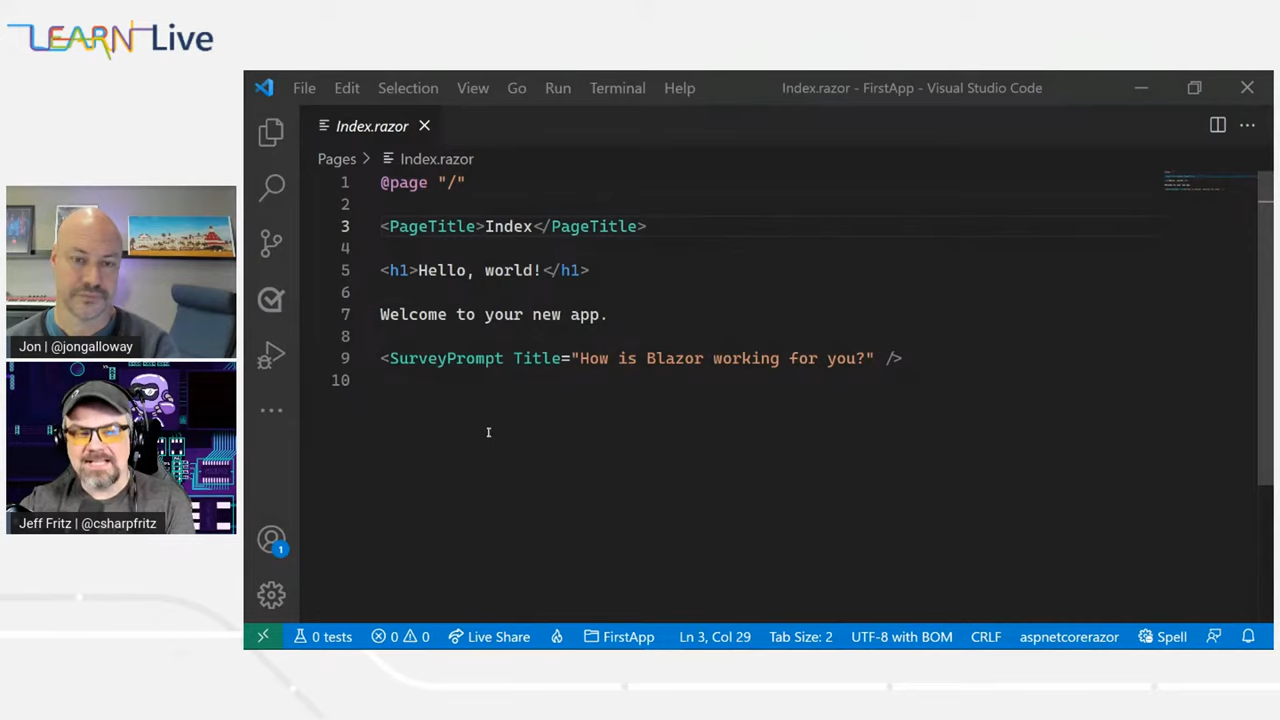 LEARN Live
File Edit Selection View Go Run Terminal Help Index.razor - FirstApp - Visual Studio Code
Index.razor
Pages > Index.razor
1 @page "/"
2
3 <PageTitle>Index</PageTitle>
4
5 <h1>Hello, world!</h1>
6
7 Welcome to your new app.
8
9 <SurveyPrompt Title="How is Blazor working for you?" />
10
Jon | @jongalloway
Jeff Fritz | @csharpfritz
1
0 tests 0 0 Live Share FirstApp Ln 3, Col 29 Tab Size: 2 UTF-8 with BOM CRLF aspnetcorerazor Spell